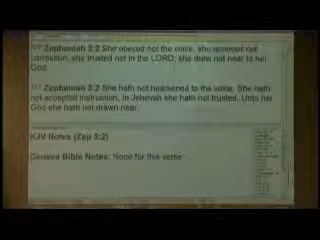 Zephaniah 3:2 She obeyed not the voice; she received not
correction; she trusted not in the LORD; she drew not near to her
God.
Zephaniah 3:2 She hath not hearkened to the voice, She hath
not accepted instruction, In Jehovah she hath not trusted, Unto her
God she hath not drawn near.
KJV Notes (Zep 3:2)
Geneva Bible Notes: None for this verse